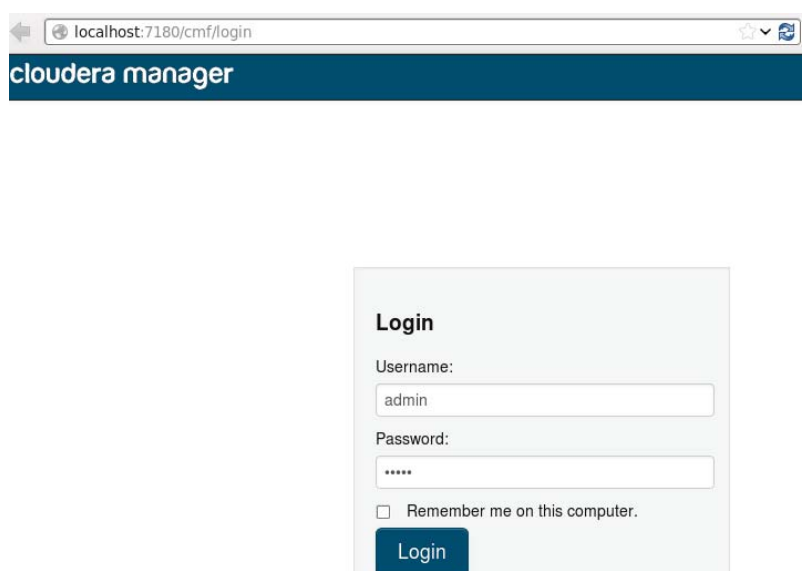 localhost:7180/cmf/login
cloudera manager
Login
Username:
admin
Password:
•••••
Remember me on this computer.
Login